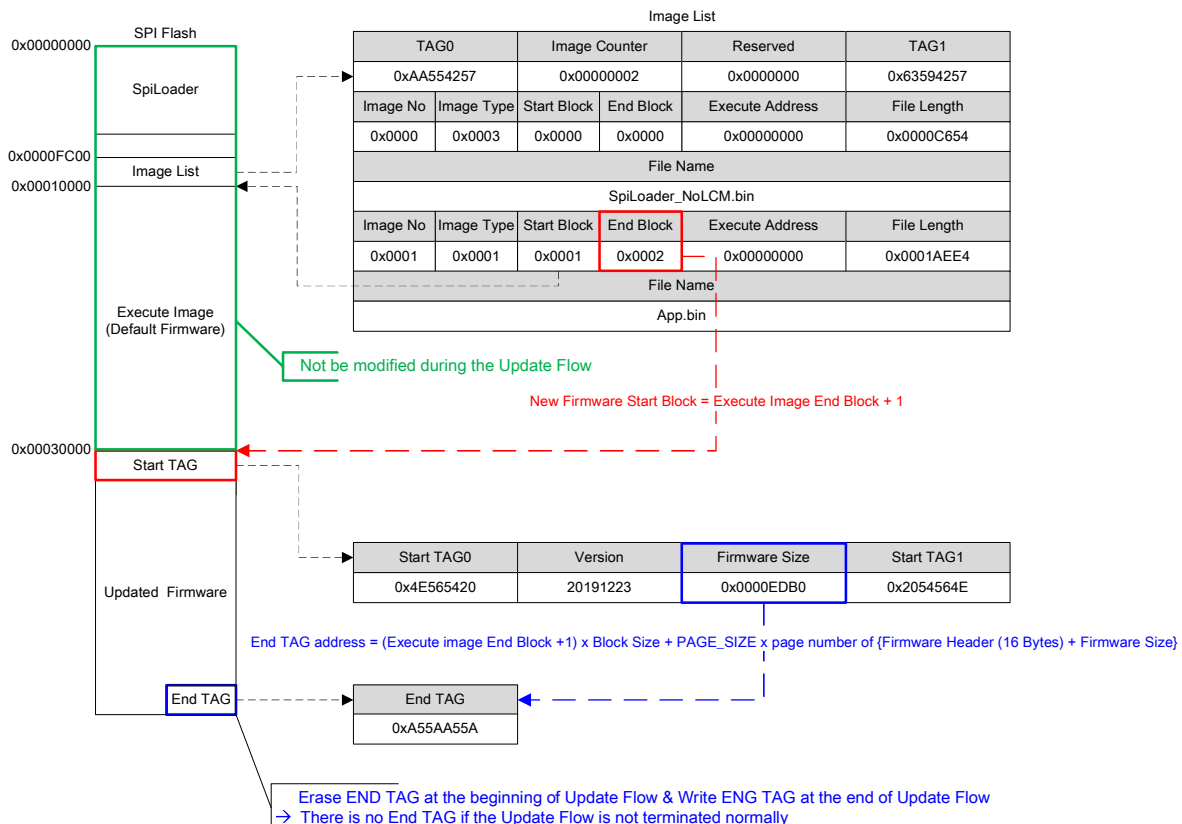 Image List
SPI Flash
0x00000000
SpiLoader
0x0000FC00
Image List
0x00010000
Execute Image
(Default Firmware)
0x00030000
Start TAG
Updated Firmware
End TAG
TAG0 Image Counter Reserved TAG1
0xAA554257 0x00000002 0x0000000 0x63594257
Image No Image Type Start Block End Block Execute Address File Length
0x0000 0x0003 0x0000 0x0000 0x00000000 0x0000C654
File Name
SpiLoader_NoLCM.bin
Image No Image Type Start Block End Block Execute Address File Length
0x0001 0x0001 0x0001 0x0002 0x00000000 0x0001AEE4
File Name
App.bin
Not be modified during the Update Flow
New Firmware Start Block = Execute Image End Block + 1
Start TAG0 Version Firmware Size Start TAG1
0x4E565420 20191223 0x0000EDB0 0x2054564E
End TAG address = (Execute image End Block +1) x Block Size + PAGE_SIZE x page number of {Firmware Header (16 Bytes) + Firmware Size}
End TAG
0xA55AA55A
Erase END TAG at the beginning of Update Flow & Write ENG TAG at the end of Update Flow
→ There is no End TAG if the Update Flow is not terminated normally